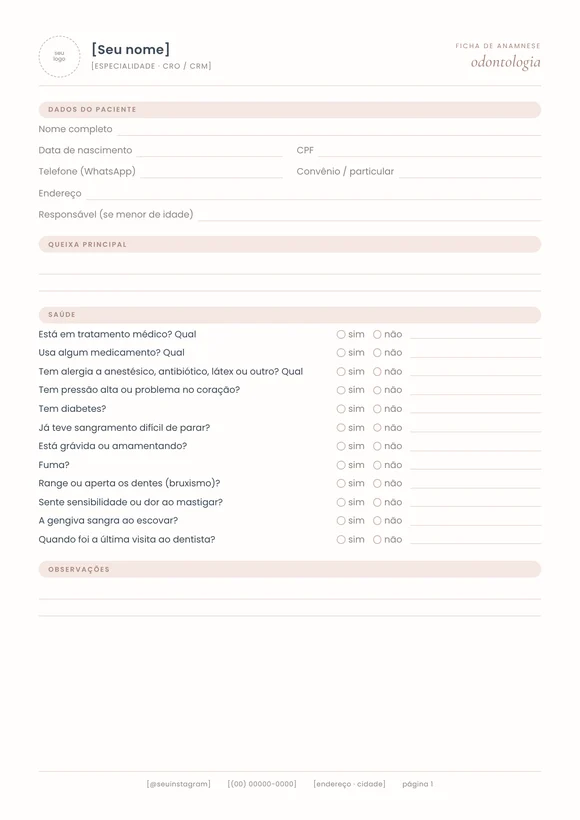 seu
logo
[Seu nome]
[ESPECIALIDADE · CRO / CRM]
FICHA DE ANAMNESE
odontologia
DADOS DO PACIENTE
Nome completo
Data de nascimento CPF
Telefone (WhatsApp) Convênio / particular
Endereço
Responsável (se menor de idade)
QUEIXA PRINCIPAL
SAÚDE
Está em tratamento médico? Qual sim não
Usa algum medicamento? Qual sim não
Tem alergia a anestésico, antibiótico, látex ou outro? Qual sim não
Tem pressão alta ou problema no coração? sim não
Tem diabetes? sim não
Já teve sangramento difícil de parar? sim não
Está grávida ou amamentando? sim não
Fuma? sim não
Range ou aperta os dentes (bruxismo)? sim não
Sente sensibilidade ou dor ao mastigar? sim não
A gengiva sangra ao escovar? sim não
Quando foi a última visita ao dentista? sim não
OBSERVAÇÕES
[@seuinstagram] [(00) 00000-0000] [endereço · cidade] página 1